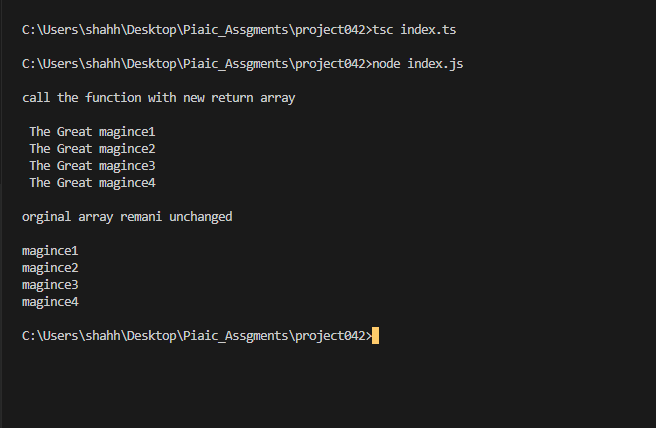 C:\Users\shahh\Desktop\Piaic_Assgments\project042>tsc index.ts
C:\Users\shahh\Desktop\Piaic_Assgments\project042>node index.js
call the function with new return array
The Great magince1
The Great magince2
The Great magince3
The Great magince4
orginal array remani unchanged
magince1
magince2
magince3
magince4
C:\Users\shahh\Desktop\Piaic_Assgments\project042>